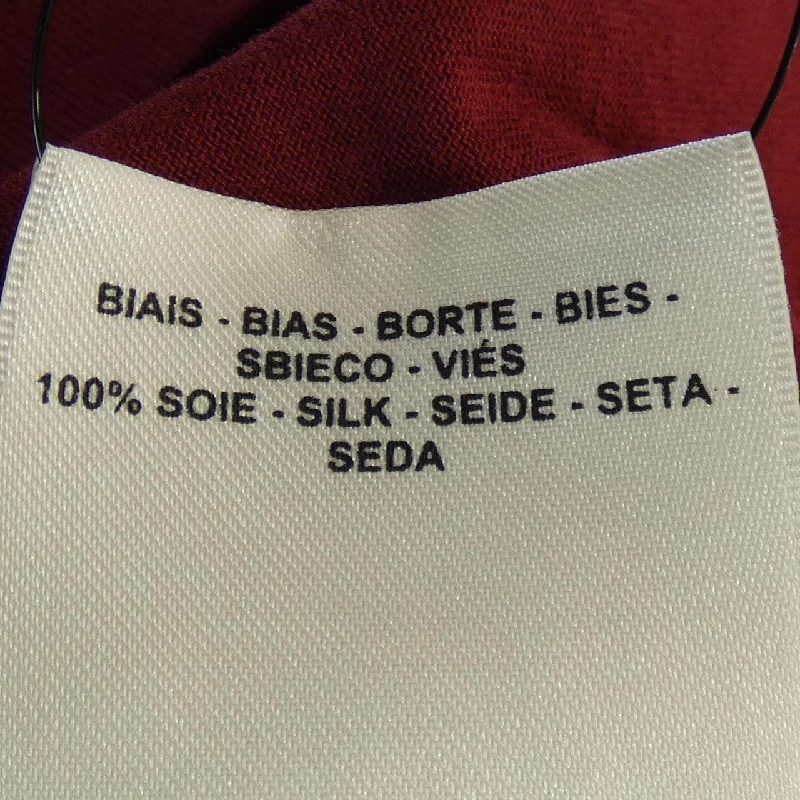 BIAIS - BIAS - BORTE - BIES -
SBIECO - VIÉS
100% SOIE - SILK - SEIDE - SETA -
SEDA